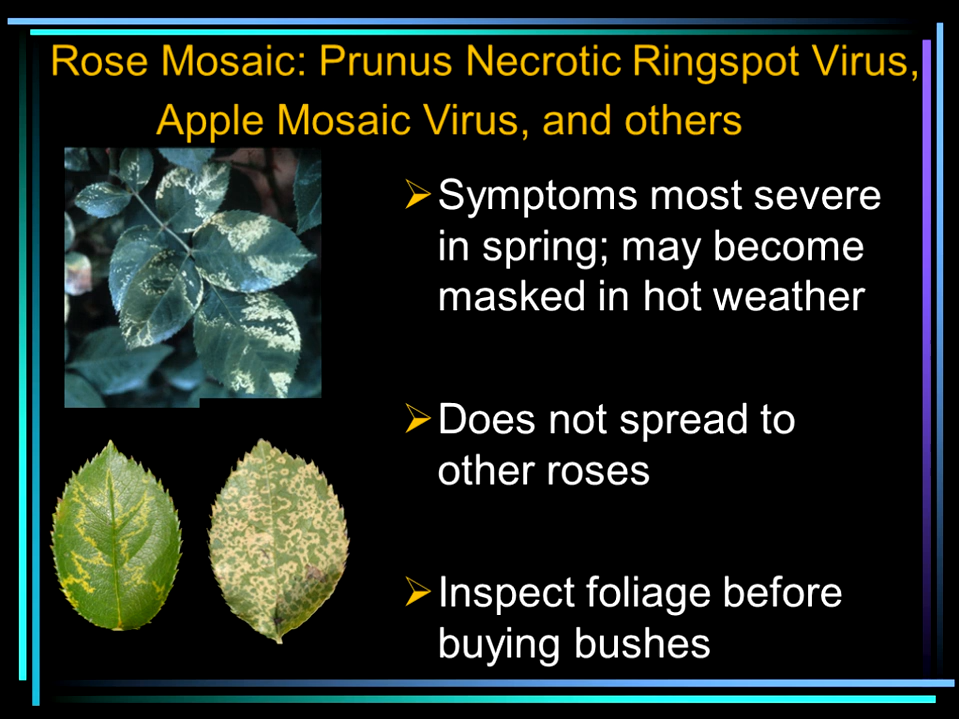 Rose Mosaic: Prunus Necrotic Ringspot Virus,
Apple Mosaic Virus, and others
Symptoms most severe
in spring; may become
masked in hot weather
Does not spread to
other roses
Inspect foliage before
buying bushes